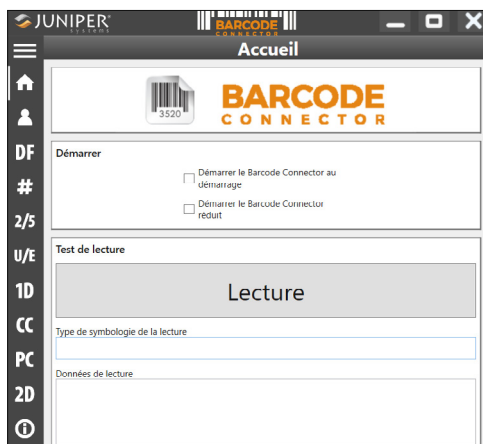 JUNIPER
systems
BARCODE
CONNECTOR
Accueil
3520
BARCODE
CONNECTOR
DF
#
2/5
U/E
1D
CC
PC
2D
Démarrer
Démarrer le Barcode Connector au
démarrage
Démarrer le Barcode Connector
réduit
Test de lecture
Lecture
Type de symbologie de la lecture
Données de lecture